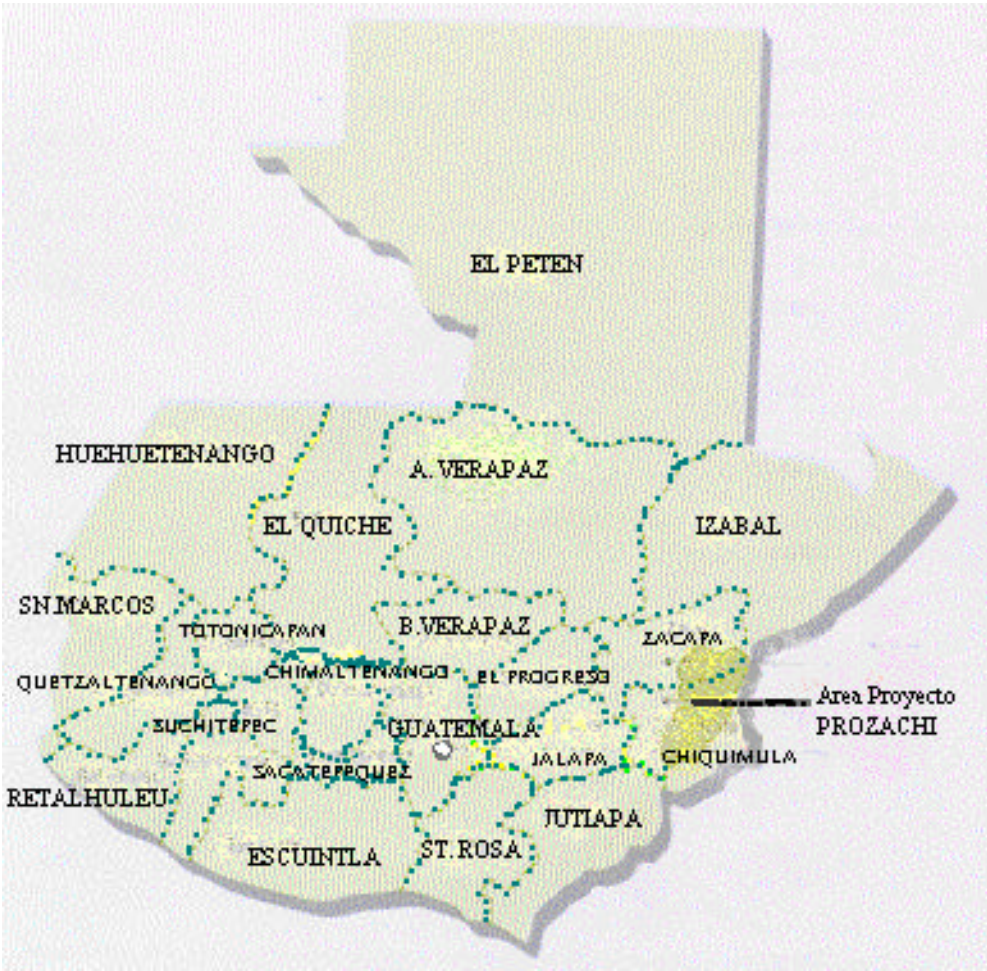 EL PETEN
HUEHUETENANGO
A. VERAPAZ
EL QUICHE
IZABAL
SN.MARCOS
TOTONICAPAN
B.VERAPAZ
ZACAPA
QUETZALTENANGO
CHIMALTENANGO
EL PROGRESO
Area Proyecto
PROZACHI
SUCHITEPEC
GUATEMALA
JALAPA
CHIQUIMULA
SACATEPEQUEZ
RETALHULEU
JUTIAPA
ESCUINTLA
ST. ROSA